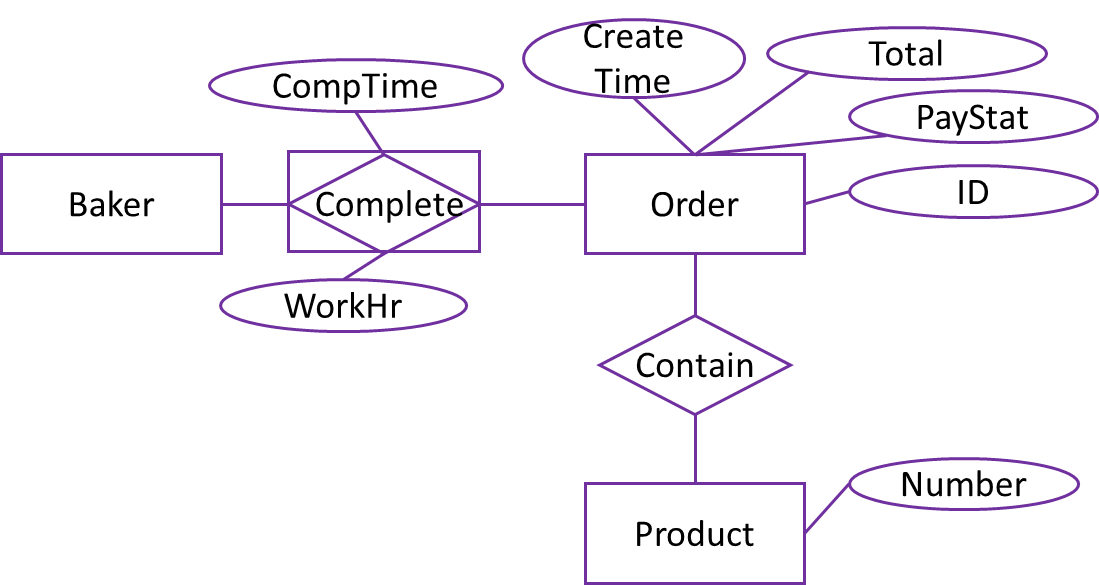 Create
Time
Total
CompTime
PayStat
ID
Baker
Complete
Order
WorkHr
Contain
Number
Product